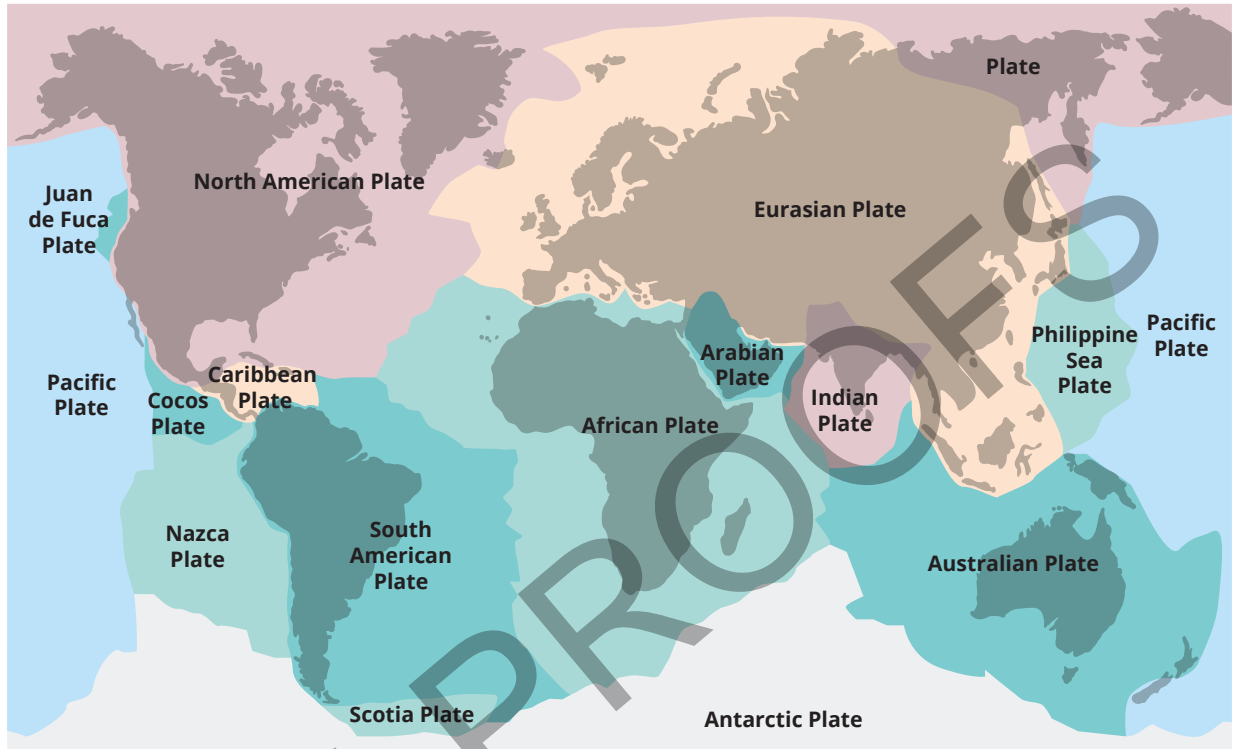 Plate
North American Plate
Juan
de Fuca
Plate
Eurasian Plate
Pacific
Plate
Caribbean
Plate
Cocos
Plate
Arabian
Plate
Indian
Plate
Philippine
Sea
Plate
Pacific
Plate
African Plate
Nazca
Plate
South
American
Plate
Australian Plate
Scotia Plate
Antarctic Plate
PROOFS